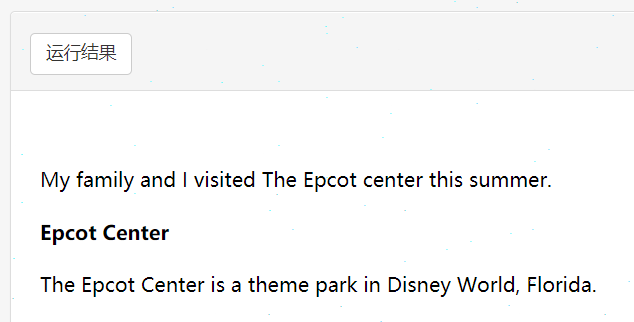 运行结果
My family and I visited The Epcot center this summer.
Epcot Center
The Epcot Center is a theme park in Disney World, Florida.